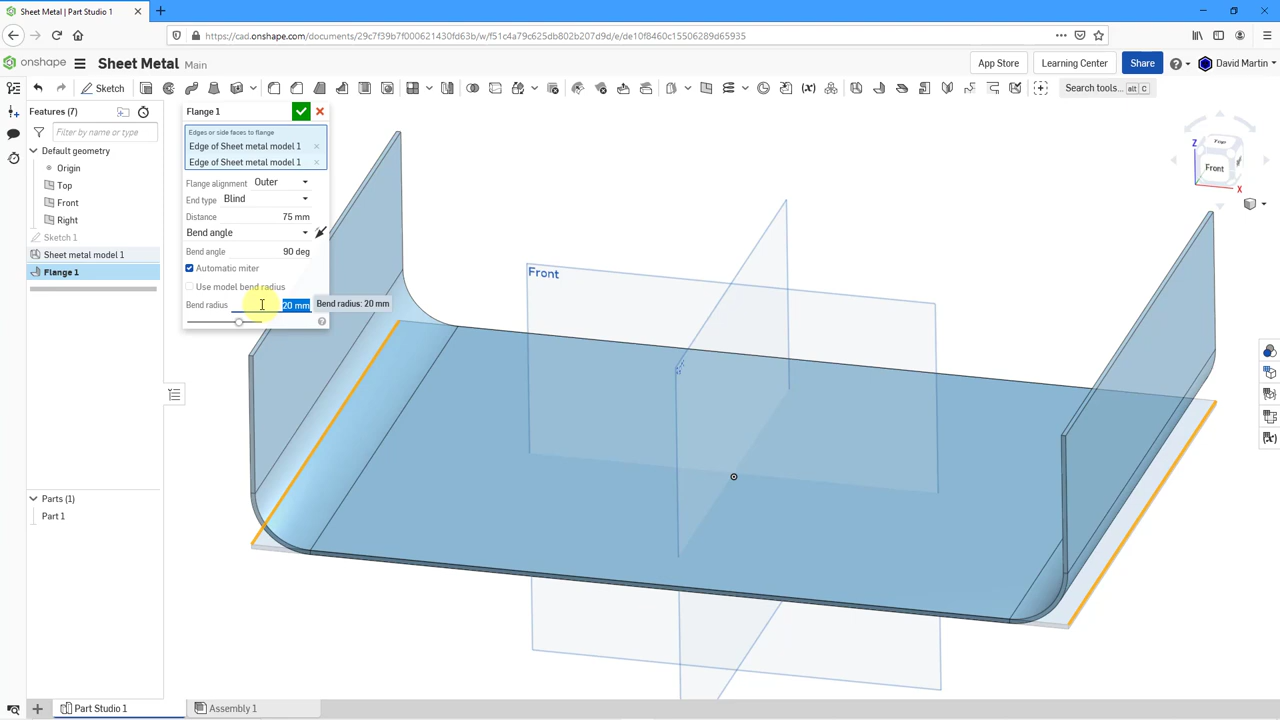 Sheet Metal | Part Studio 1
https://cad.onshape.com/documents/29c7f39b7f000621430fd63b/w/f51c4a79c625db802b207d9d/e/de10f8460c15506289d65935
onshape
Sheet Metal Main
App Store
Learning Center
Share
David Martin
Sketch
Search tools... alt C
Features (7)
Filter by name or type
Default geometry
Origin
Top
Front
Right
Sketch 1
Sheet metal model 1
Flange 1
Parts (1)
Part 1
Flange 1
Edges or side faces to flange
Edge of Sheet metal model 1
Edge of Sheet metal model 1
Flange alignment Outer
End type Blind
Distance 75 mm
Bend angle
Bend angle 90 deg
Automatic miter
Use model bend radius
Bend radius 20 mm
Bend radius: 20 mm
Front
Z
Front
X
Part Studio 1
Assembly 1